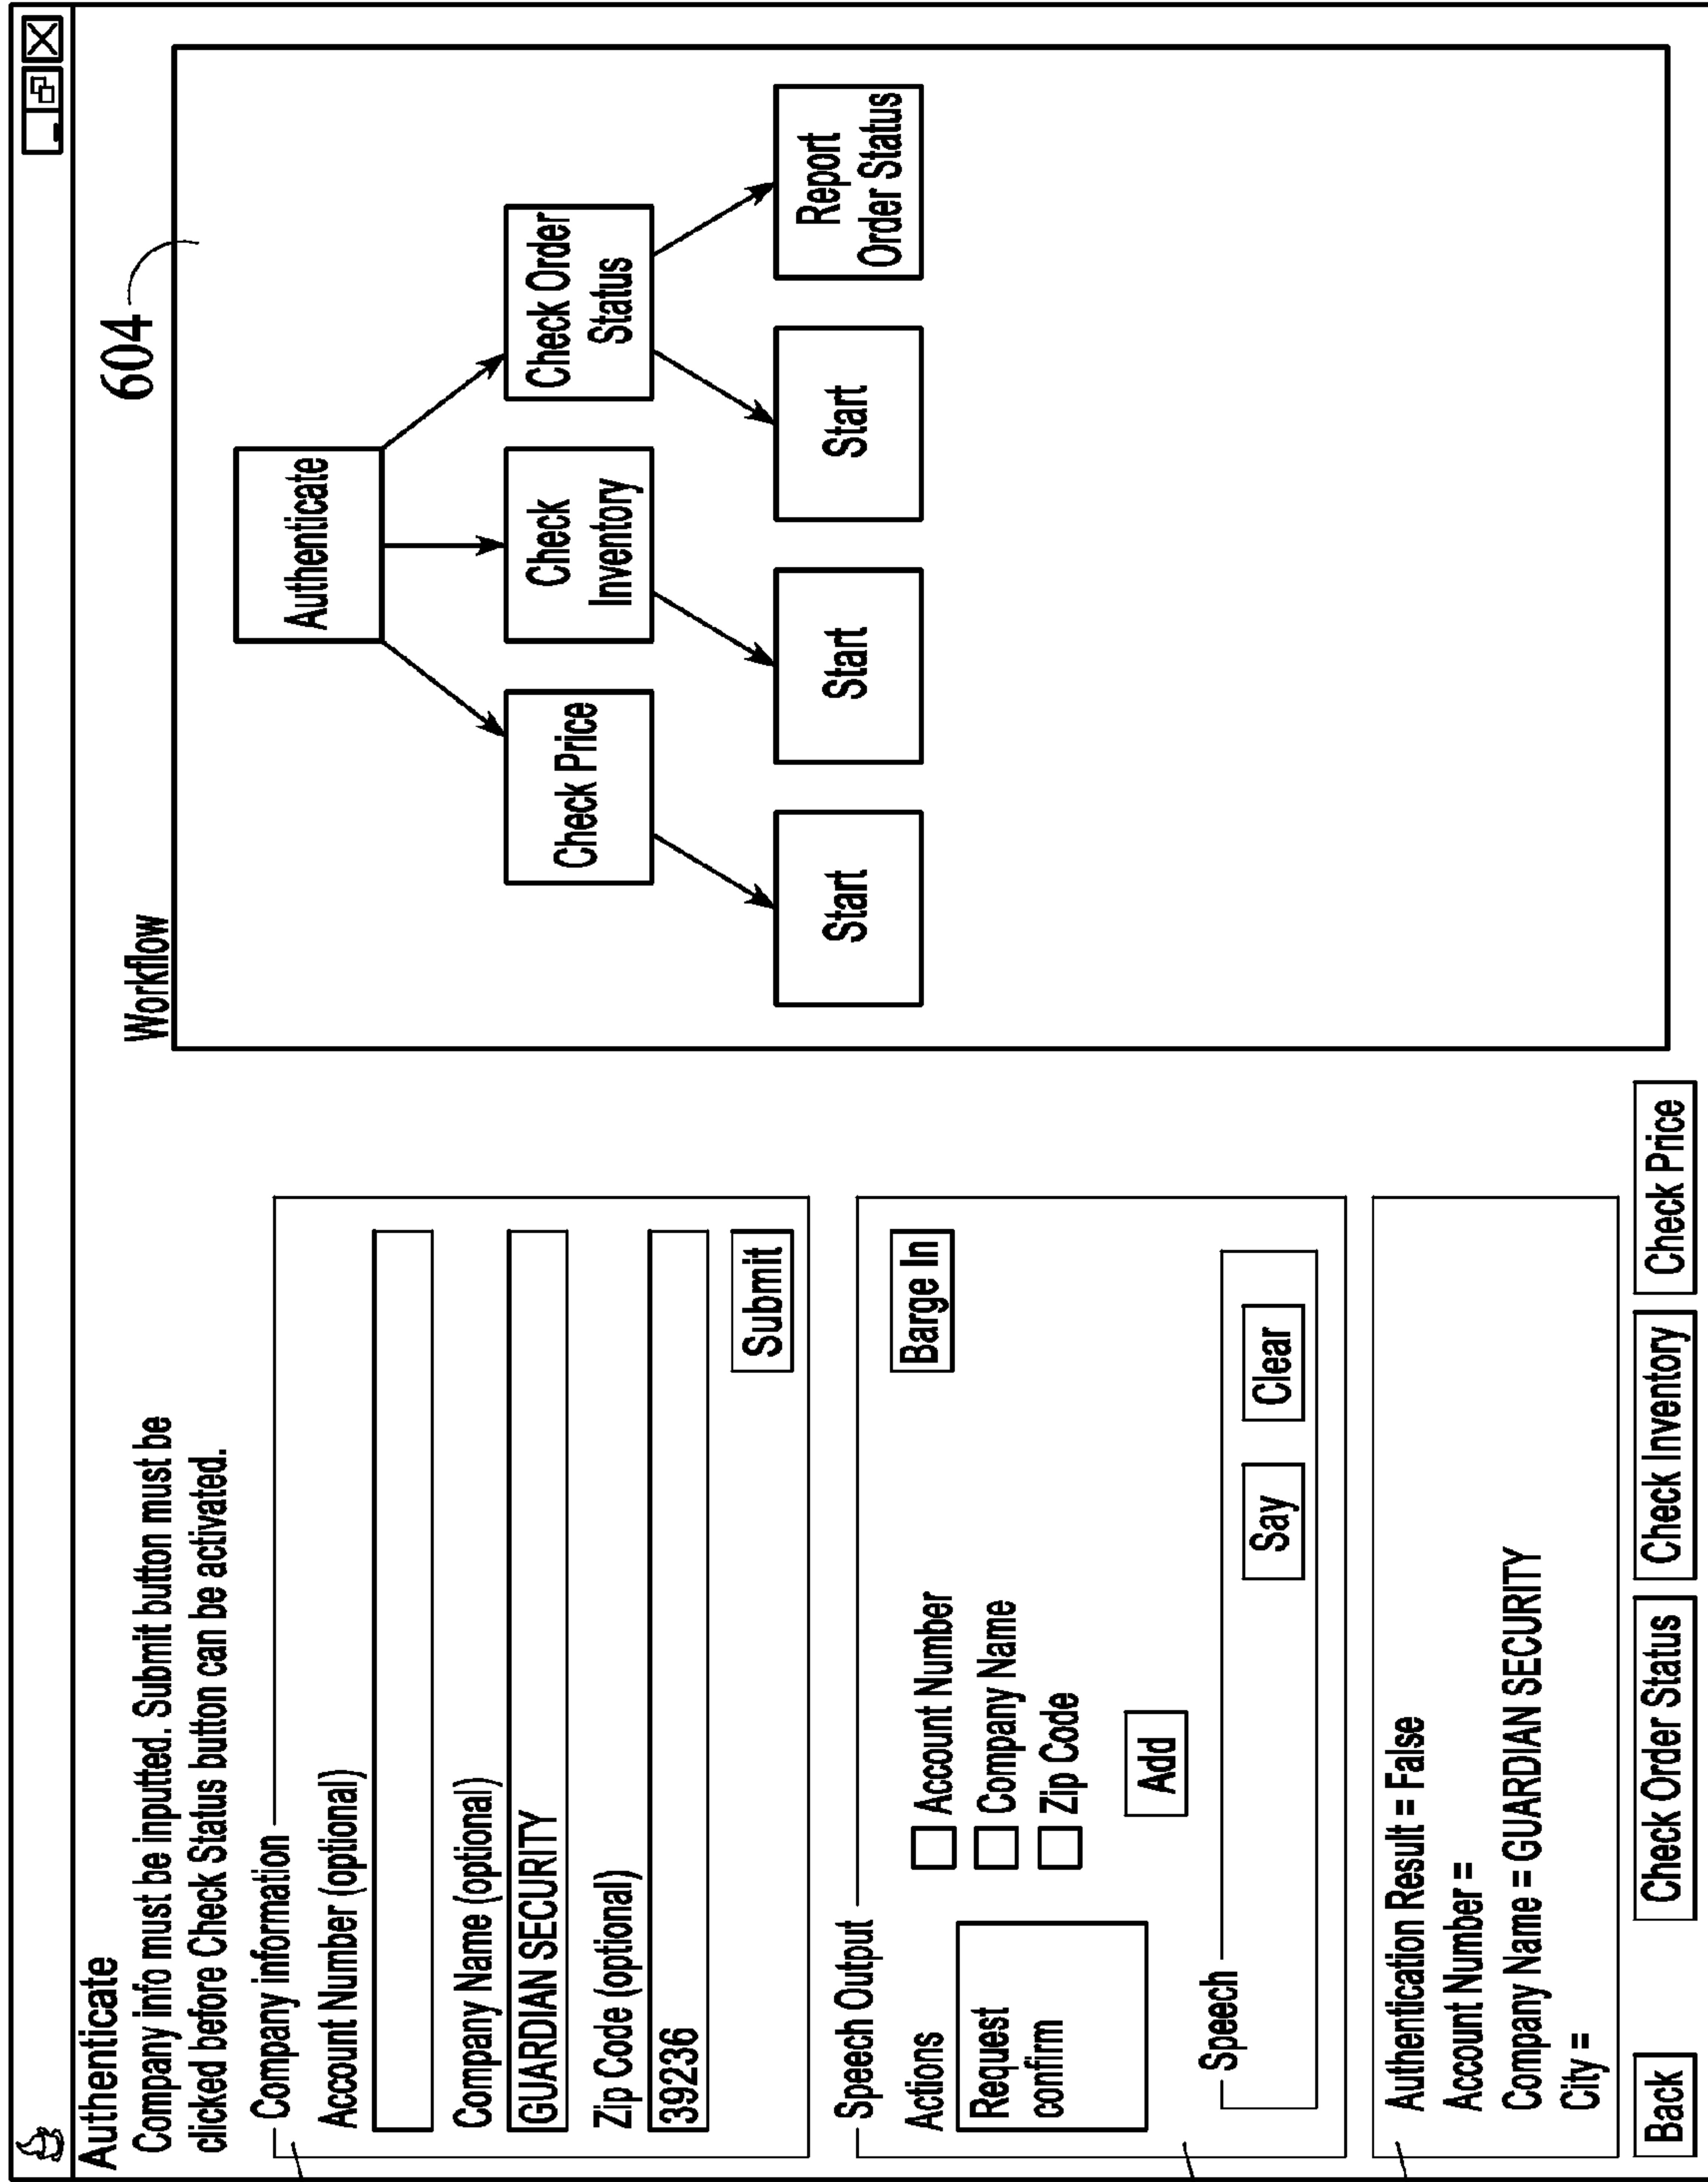 Authenticate
Company info must be inputted. Submit button must be
clicked before Check Status button can be activated.
Company information
Account Number (optional)
Company Name (optional)
GUARDIAN SECURITY
Zip Code (optional)
39236
Submit
Speech Output
Actions
Request
confirm
Account Number
Company Name
Zip Code
Add
Barge In
Speech
Say
Clear
Authentication Result = False
Account Number =
Company Name = GUARDIAN SECURITY
City =
Back
Check Order Status
Check Inventory
Check Price
Workflow
604
Authenticate
Check Price
Check
Inventory
Check Order
Status
Start
Start
Start
Report
Order Status